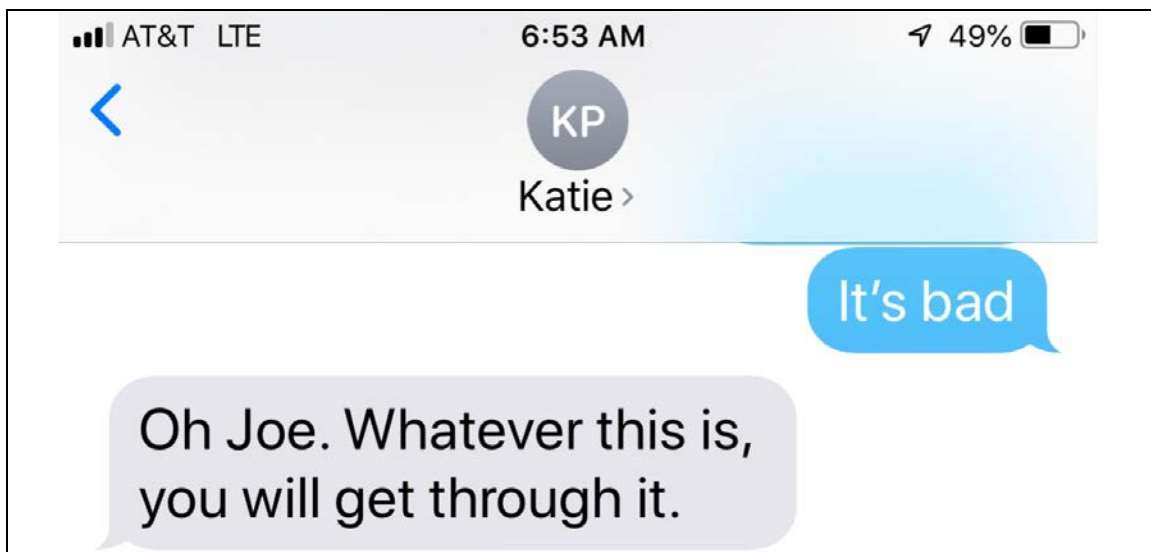 AT&T LTE 6:53 AM 49%
KP
Katie
It’s bad
Oh Joe. Whatever this is,
you will get through it.